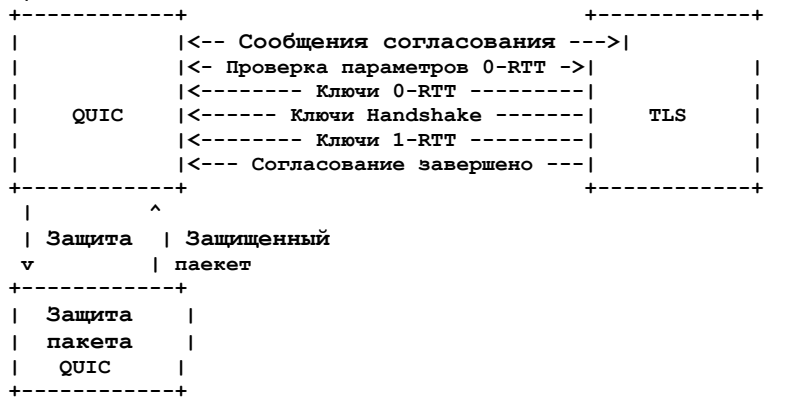 +------------+ +------------+
| |<-- Сообщения согласования --->|
| |<- Проверка параметров 0-RTT ->| |
| |<-------- Ключи 0-RTT ---------| |
| QUIC |<------ Ключи Handshake -------| TLS |
| |<-------- Ключи 1-RTT ---------| |
| |<--- Согласование завершено ---| |
+------------+ +------------+
| ^
| Защита | Защищенный
v | паекет
+------------+
| Защита |
| пакета |
| QUIC |
+------------+